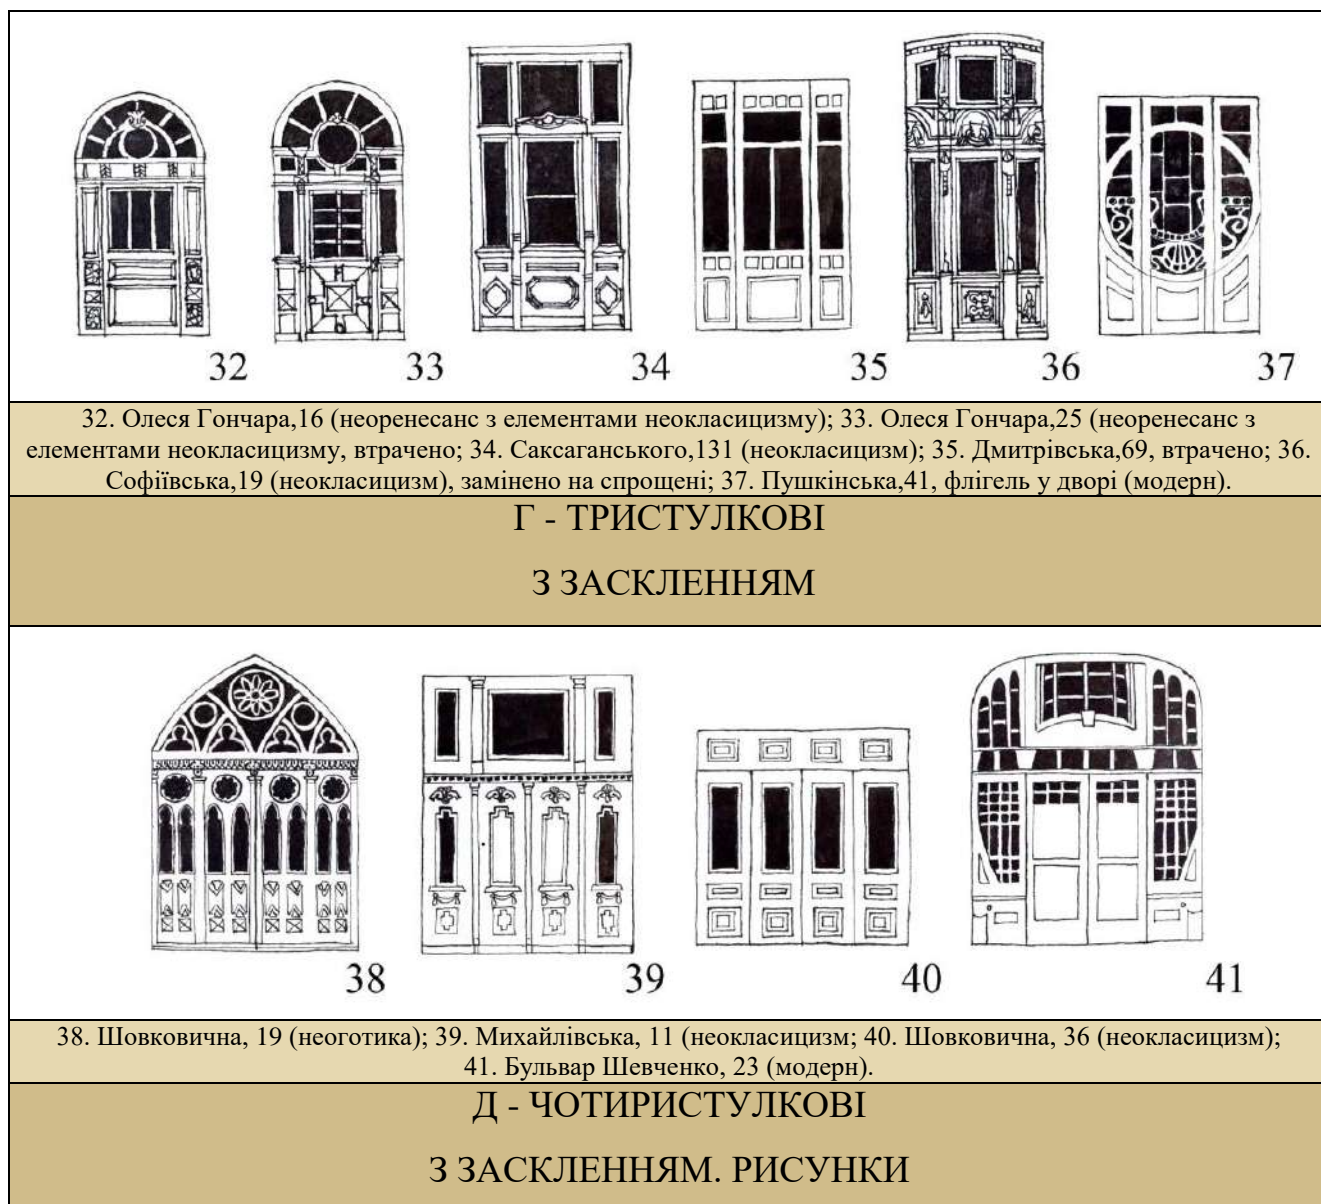 32 33 34 35 36 37
32. Олеся Гончара,16 (неоренесанс з елементами неокласицизму); 33. Олеся Гончара,25 (неоренесанс з
елементами неокласицизму, втрачено; 34. Саксаганського,131 (неокласицизм); 35. Дмитрівська,69, втрачено; 36.
Софіївська,19 (неокласицизм), замінено на спрощені; 37. Пушкінська,41, флігель у дворі (модерн).
Г - ТРИСТУЛКОВІ
З ЗАСКЛЕННЯМ
38 39 40 41
38. Шовковична, 19 (неоготика); 39. Михайлівська, 11 (неокласицизм; 40. Шовковична, 36 (неокласицизм);
41. Бульвар Шевченко, 23 (модерн).
Д - ЧОТИРИСТУЛКОВІ
З ЗАСКЛЕННЯМ. РИСУНКИ